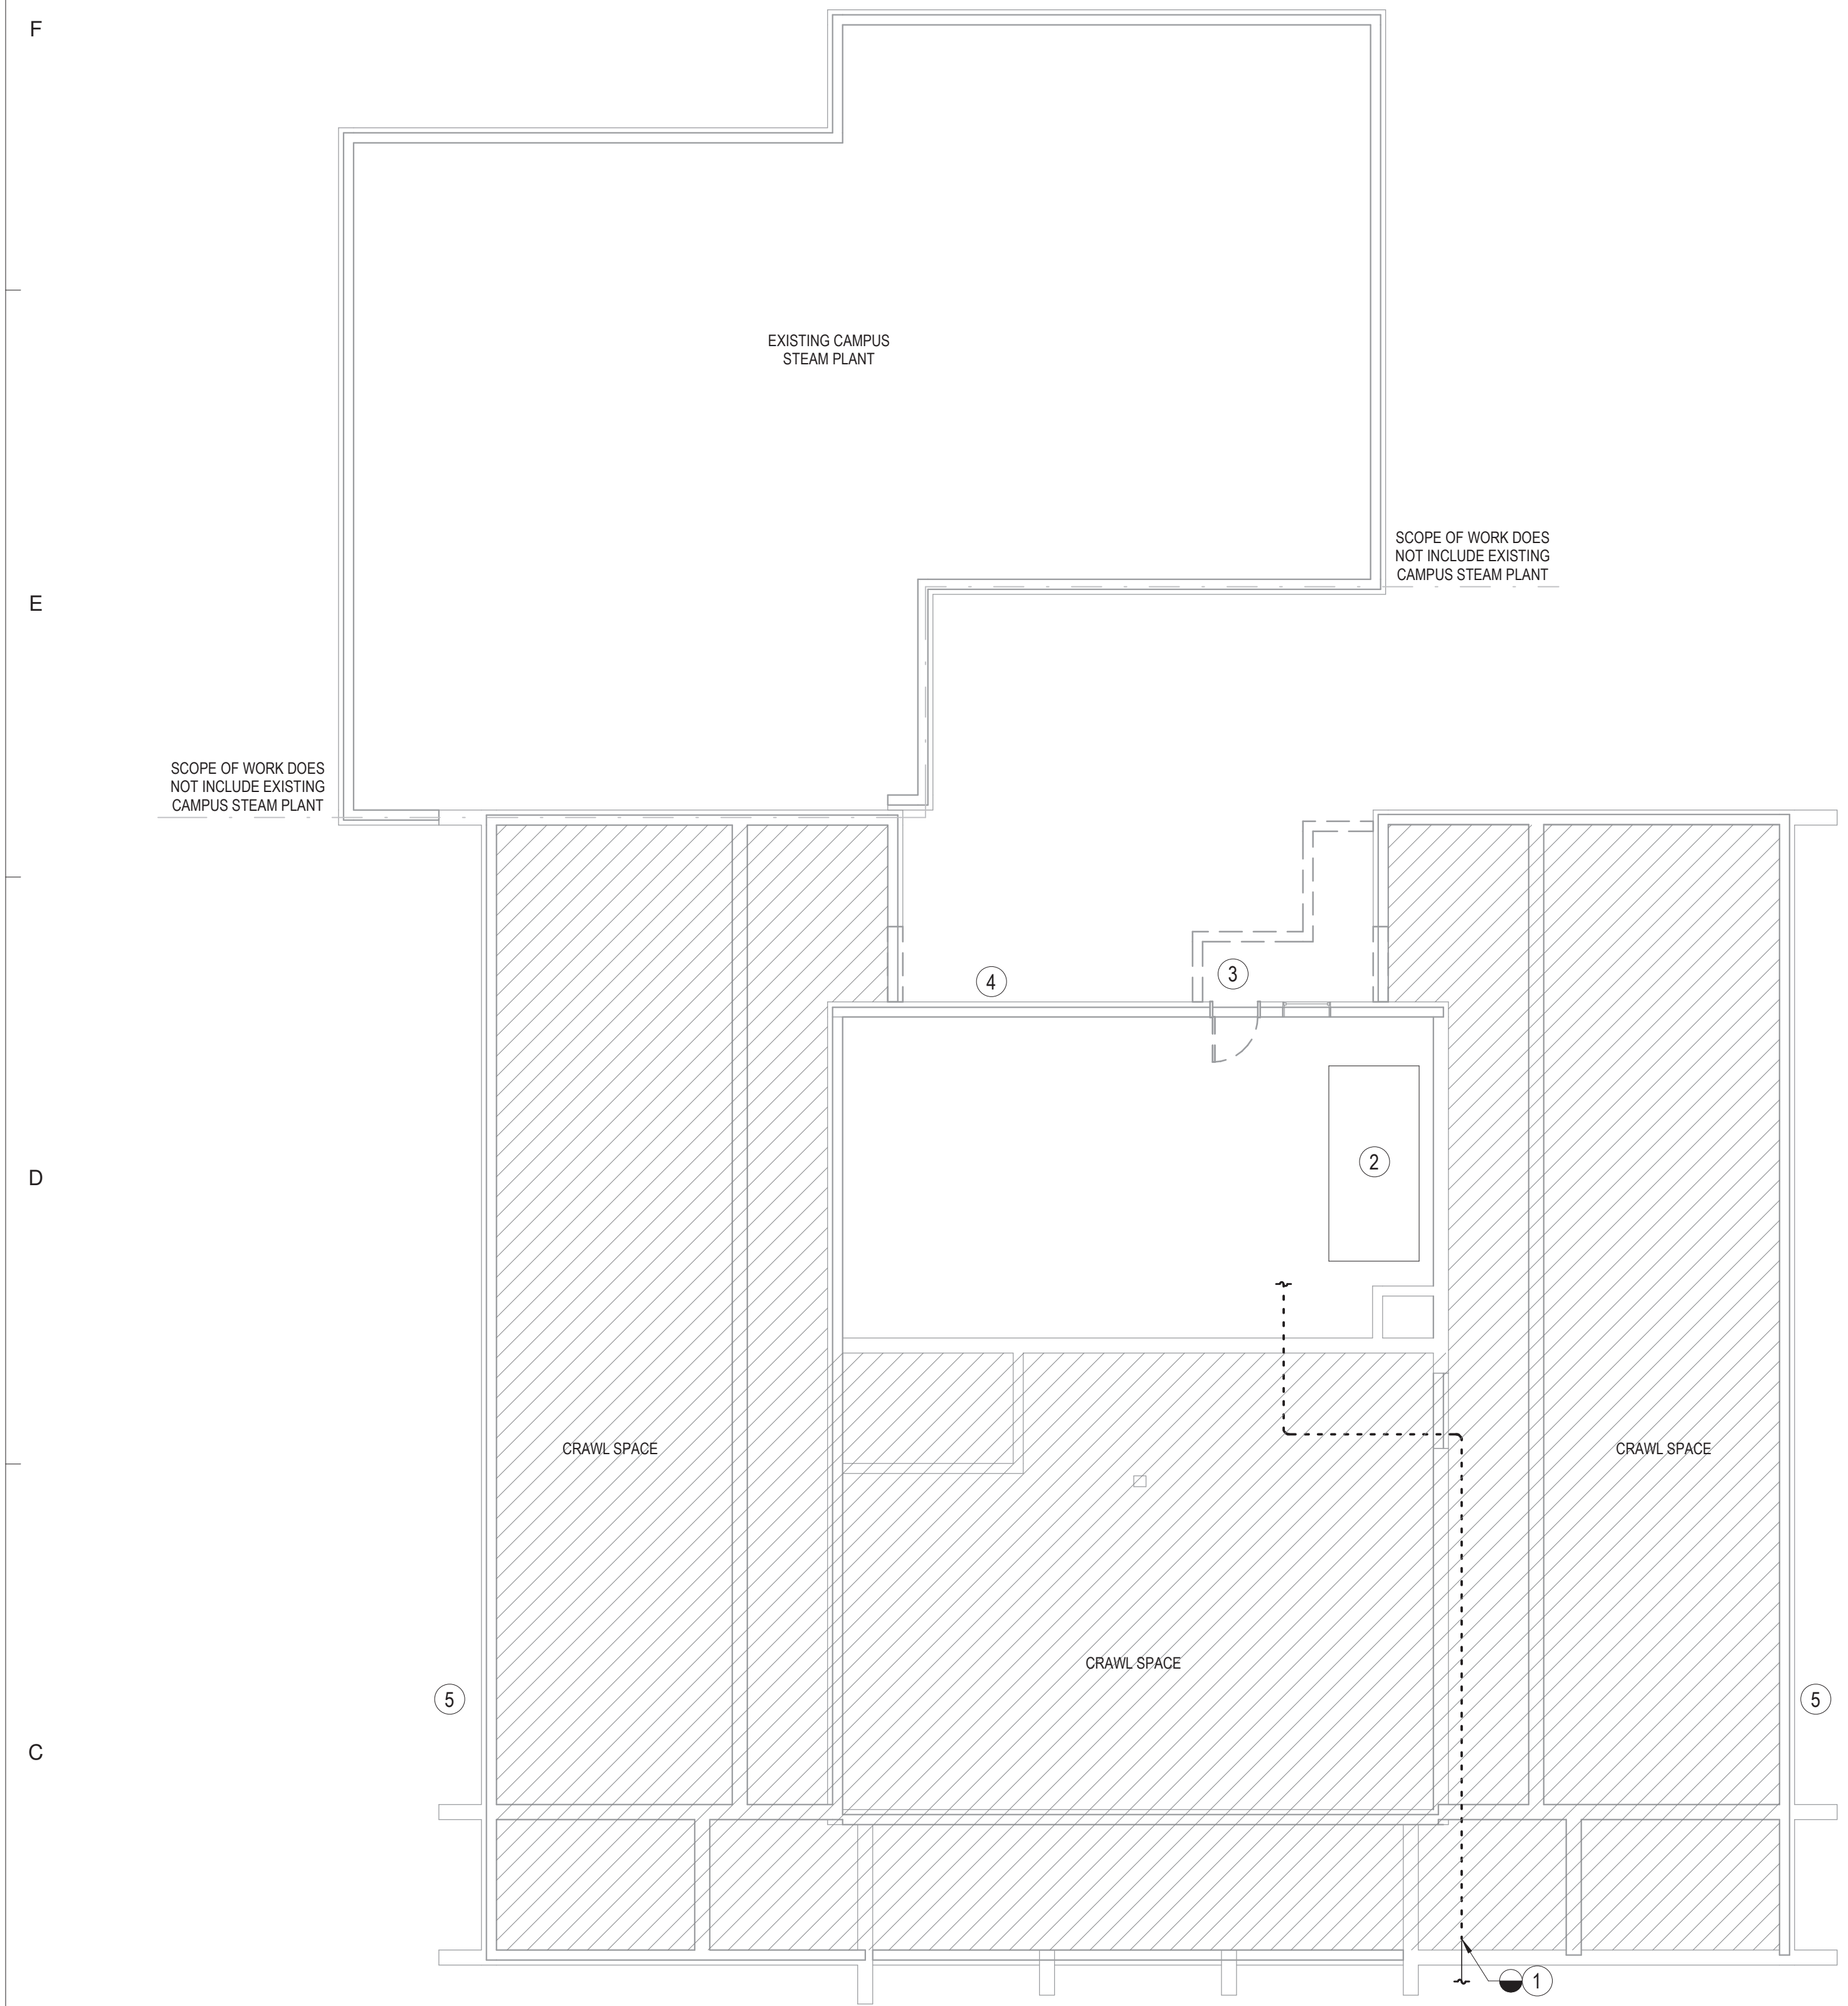 F
EXISTING CAMPUS
STEAM PLANT
SCOPE OF WORK DOES
NOT INCLUDE EXISTING
CAMPUS STEAM PLANT
E
SCOPE OF WORK DOES
NOT INCLUDE EXISTING
CAMPUS STEAM PLANT
4
3
2
D
CRAWL SPACE
CRAWL SPACE
CRAWL SPACE
5
5
C
1